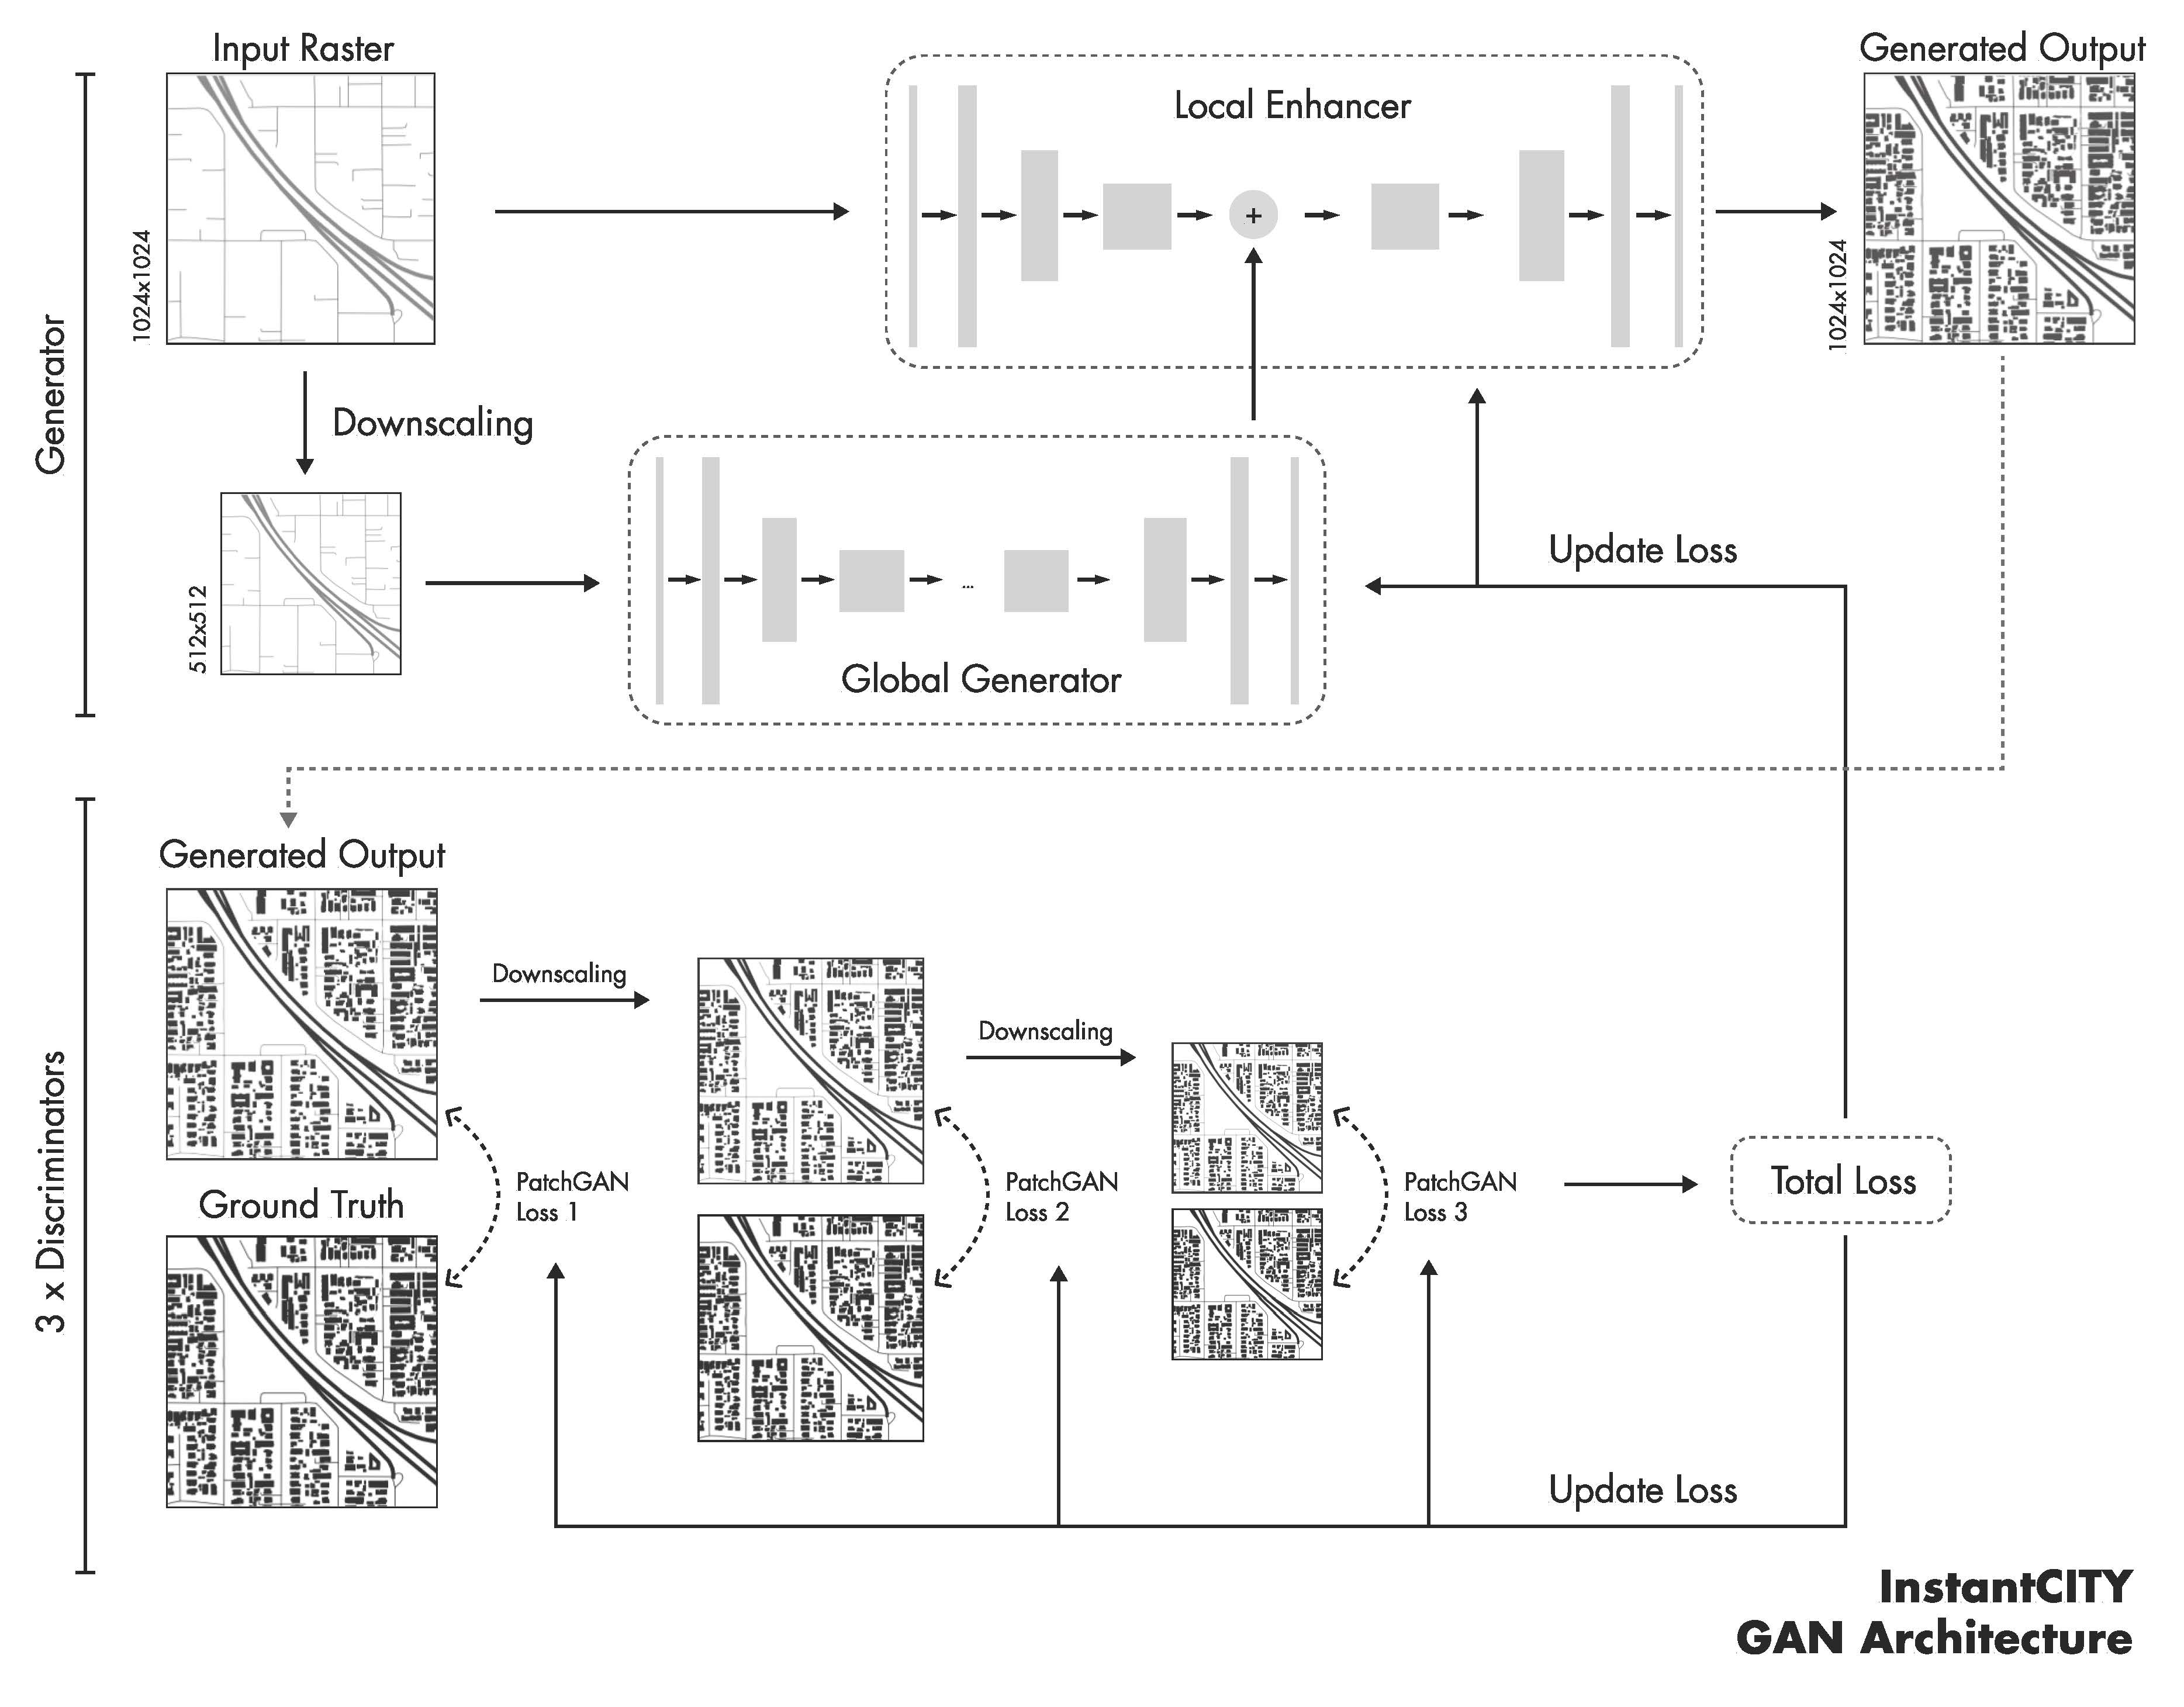 Input Raster
Generated Output
Local Enhancer
+
1024x1024
1024x1024
Generator
Downscaling
512x512
...
Update Loss
Global Generator
Generated Output
Downscaling
Downscaling
3 x Discriminators
PatchGAN
Loss 1
PatchGAN
Loss 2
PatchGAN
Loss 3
Total Loss
Ground Truth
Update Loss
InstantCITY
GAN Architecture